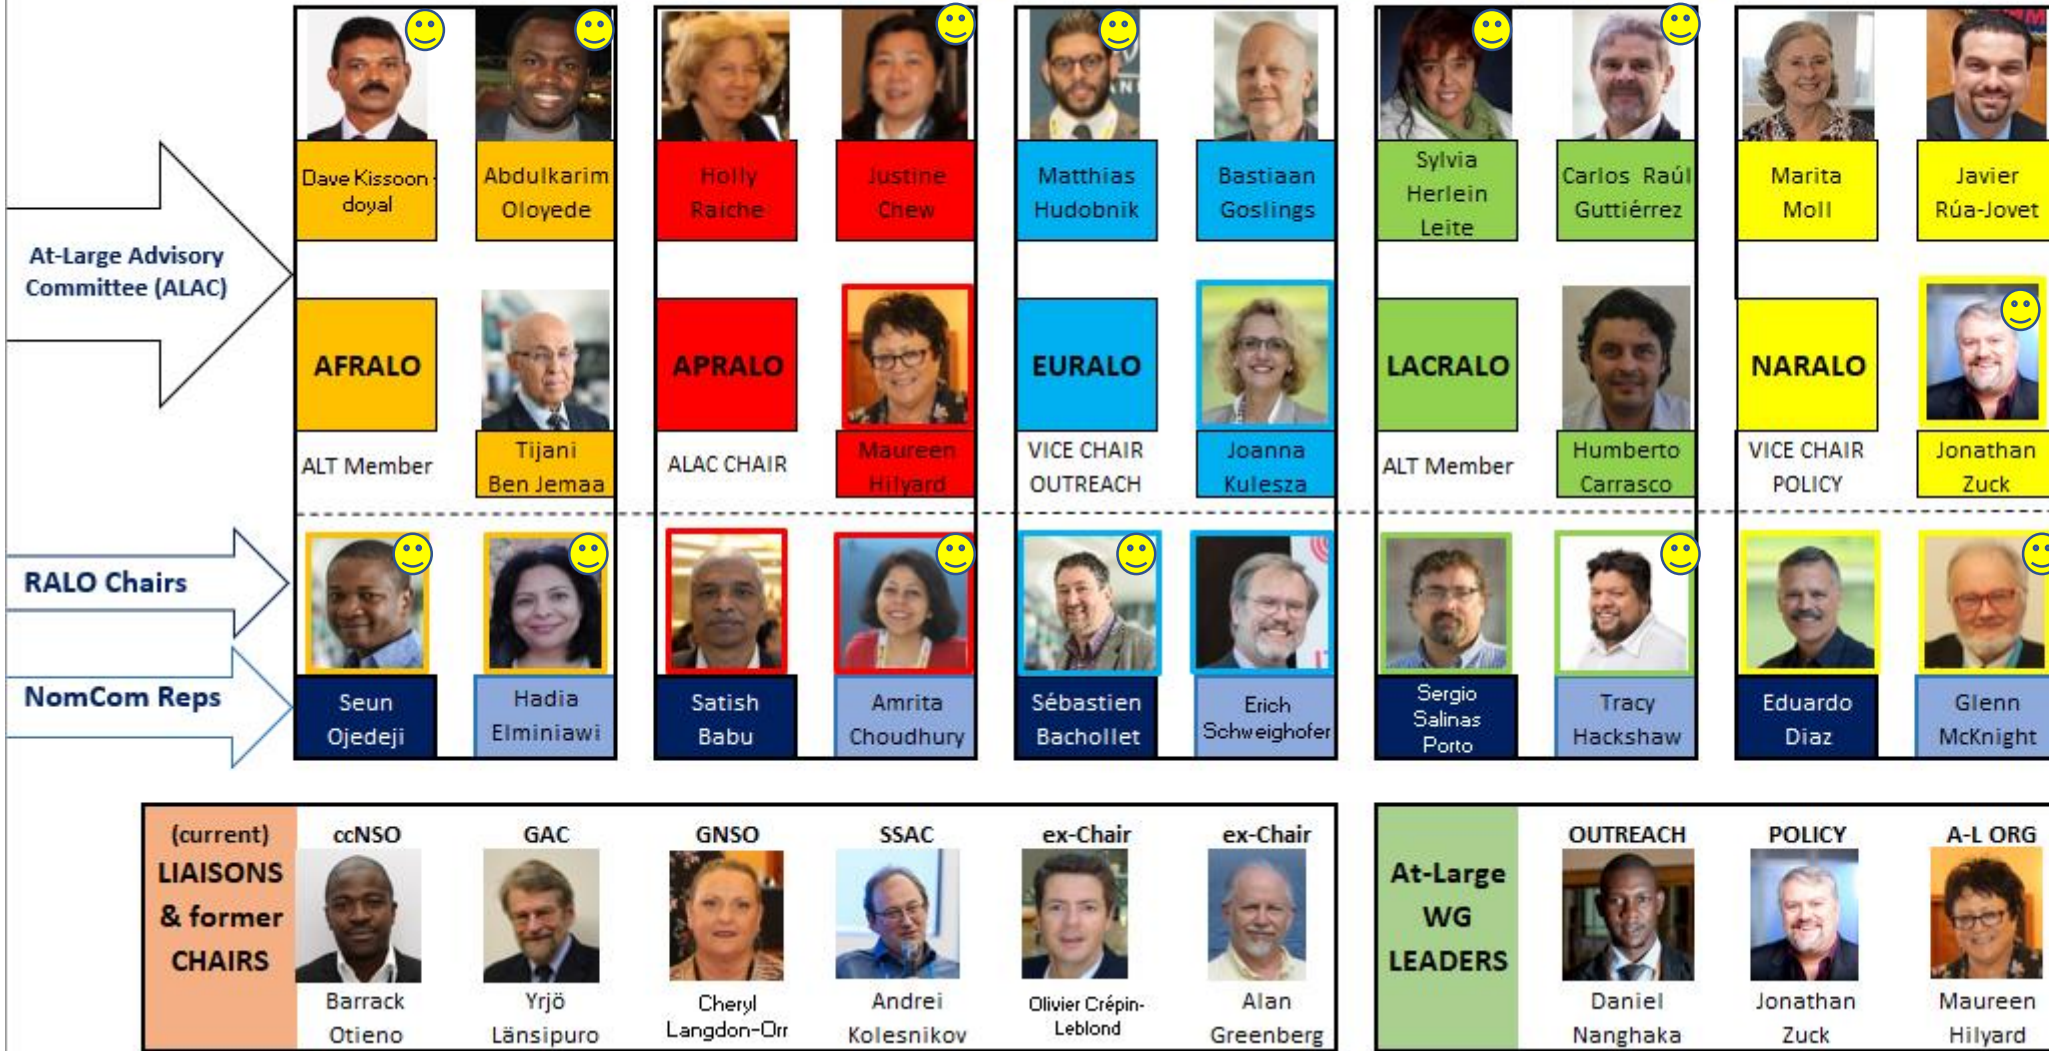 Dave Kissoon-
doyal
Abdulkarim
Oloyede
Holly
Raiche
Justine
Chew
Matthias
Hudobnik
Bastiaan
Goslings
Sylvia
Herlein
Leite
Carlos Raúl
Guttiérrez
Marita
Moll
Javier
Rúa-Jovet
At-Large Advisory
Committee (ALAC)
AFRALO
APRALO
EURALO
LACRALO
NARALO
ALT Member
Tijani
Ben Jemaa
ALAC CHAIR
Maureen
Hilyard
VICE CHAIR
OUTREACH
Joanna
Kulesza
ALT Member
Humberto
Carrasco
VICE CHAIR
POLICY
Jonathan
Zuck
RALO Chairs
NomCom Reps
Seun
Ojedeji
Hadia
Elminiawi
Satish
Babu
Amrita
Choudhury
Sébastien
Bachollet
Erich
Schweighofer
Sergio
Salinas
Porto
Tracy
Hackshaw
Eduardo
Diaz
Glenn
McKnight
(current)
LIAISONS
& former
CHAIRS
ccNSO
GAC
GNSO
SSAC
ex-Chair
ex-Chair
Barrack
Otieno
Yrjö
Länsipuro
Cheryl
Langdon-Orr
Andrei
Kolesnikov
Olivier Crépin-
Leblond
Alan
Greenberg
At-Large
WG
LEADERS
OUTREACH
POLICY
A-L ORG
Daniel
Nanghaka
Jonathan
Zuck
Maureen
Hilyard